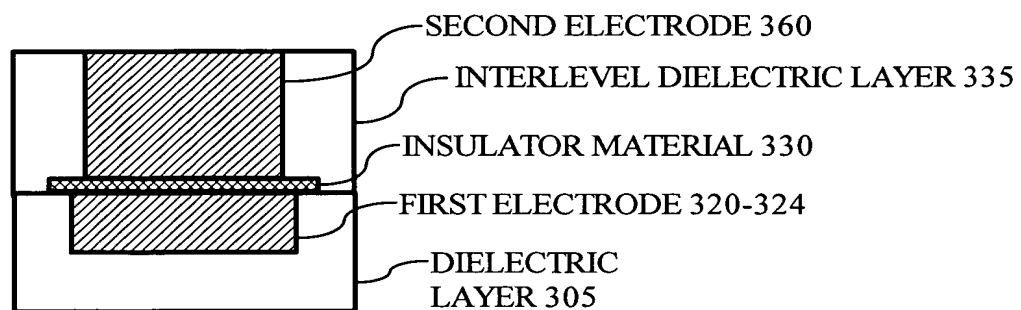 SECOND ELECTRODE 360
INTERLEVEL DIELECTRIC LAYER 335
INSULATOR MATERIAL 330
FIRST ELECTRODE 320-324
DIELECTRIC
LAYER 305